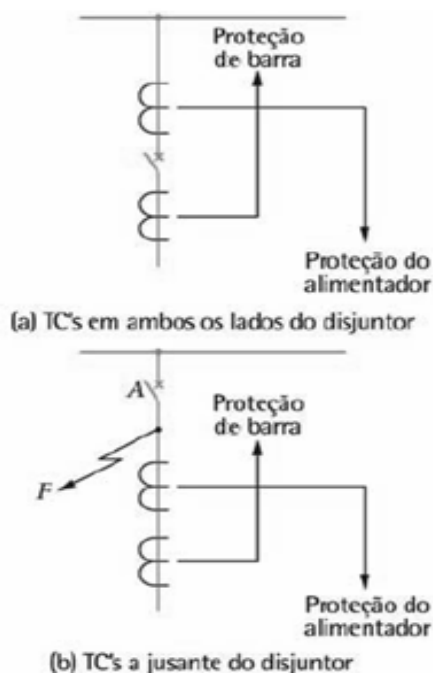 Proteção
de barra
Proteção do
alimentador
(a) TC's em ambos os lados do disjuntor
A
Proteção
de barra
F
Proteção do
alimentador
(b) TC's a jusante do disjuntor